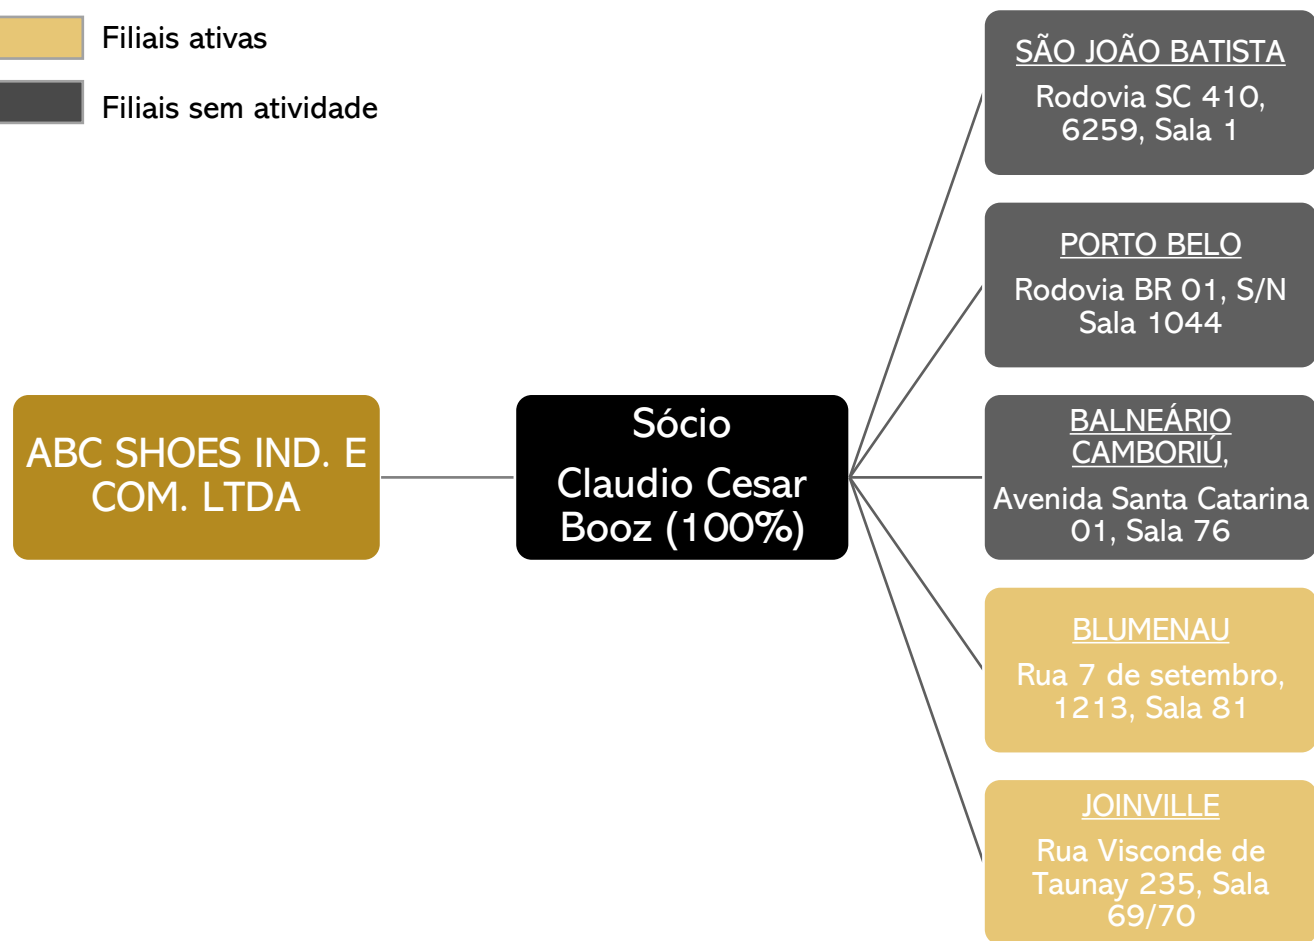 Filiais ativas
Filiais sem atividade
ABC SHOES IND. E
COM. LTDA
Sócio
Claudio Cesar
Booz (100%)
SÃO JOÃO BATISTA
Rodovia SC 410,
6259, Sala 1
PORTO BELO
Rodovia BR 01, S/N
Sala 1044
BALNEÁRIO
CAMBORIÚ,
Avenida Santa Catarina
01, Sala 76
BLUMENAU
Rua 7 de setembro,
1213, Sala 81
JOINVILLE
Rua Visconde de
Taunay 235, Sala
69/70